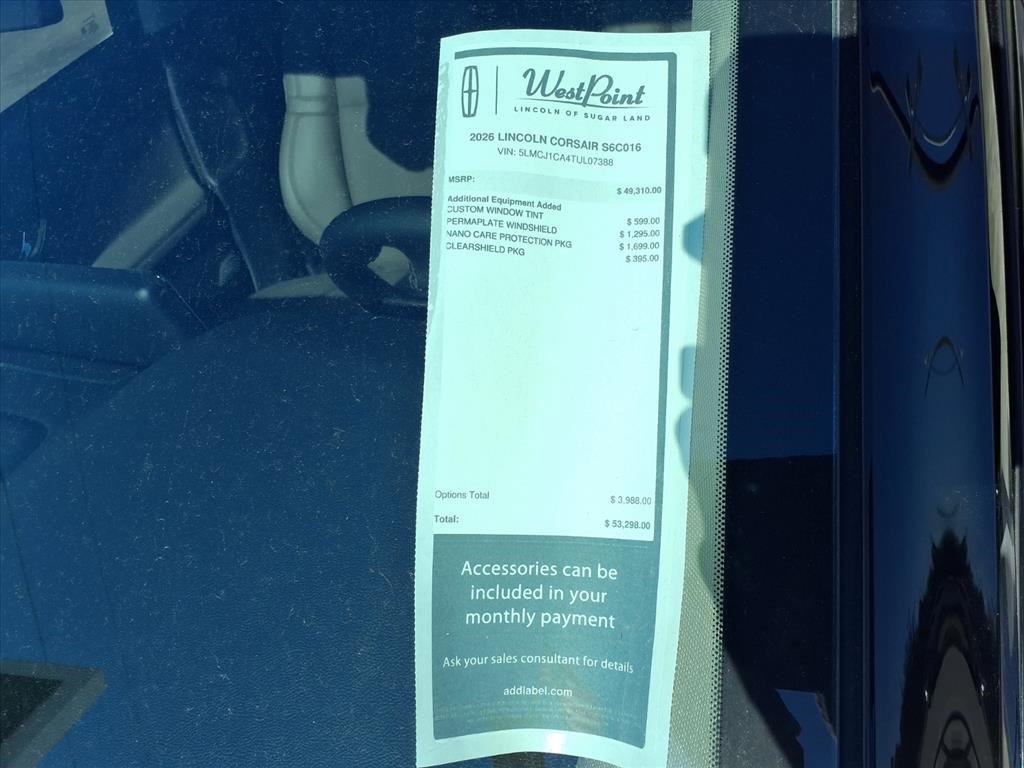 WestPoint
LINCOLN OF SUGAR LAND
2026 LINCOLN CORSAIR S6C016
VIN: 5LMCJ1CA4TUL07388
MSRP: $ 49,310.00
Additional Equipment Added
CUSTOM WINDOW TINT $ 599.00
PERMAPLATE WINDSHIELD $ 1,295.00
NANO CARE PROTECTION PKG $ 1,699.00
CLEARSHIELD PKG $ 395.00
Options Total $ 3,988.00
Total: $ 53,298.00
Accessories can be
included in your
monthly payment
Ask your sales consultant for details
addlabel.com